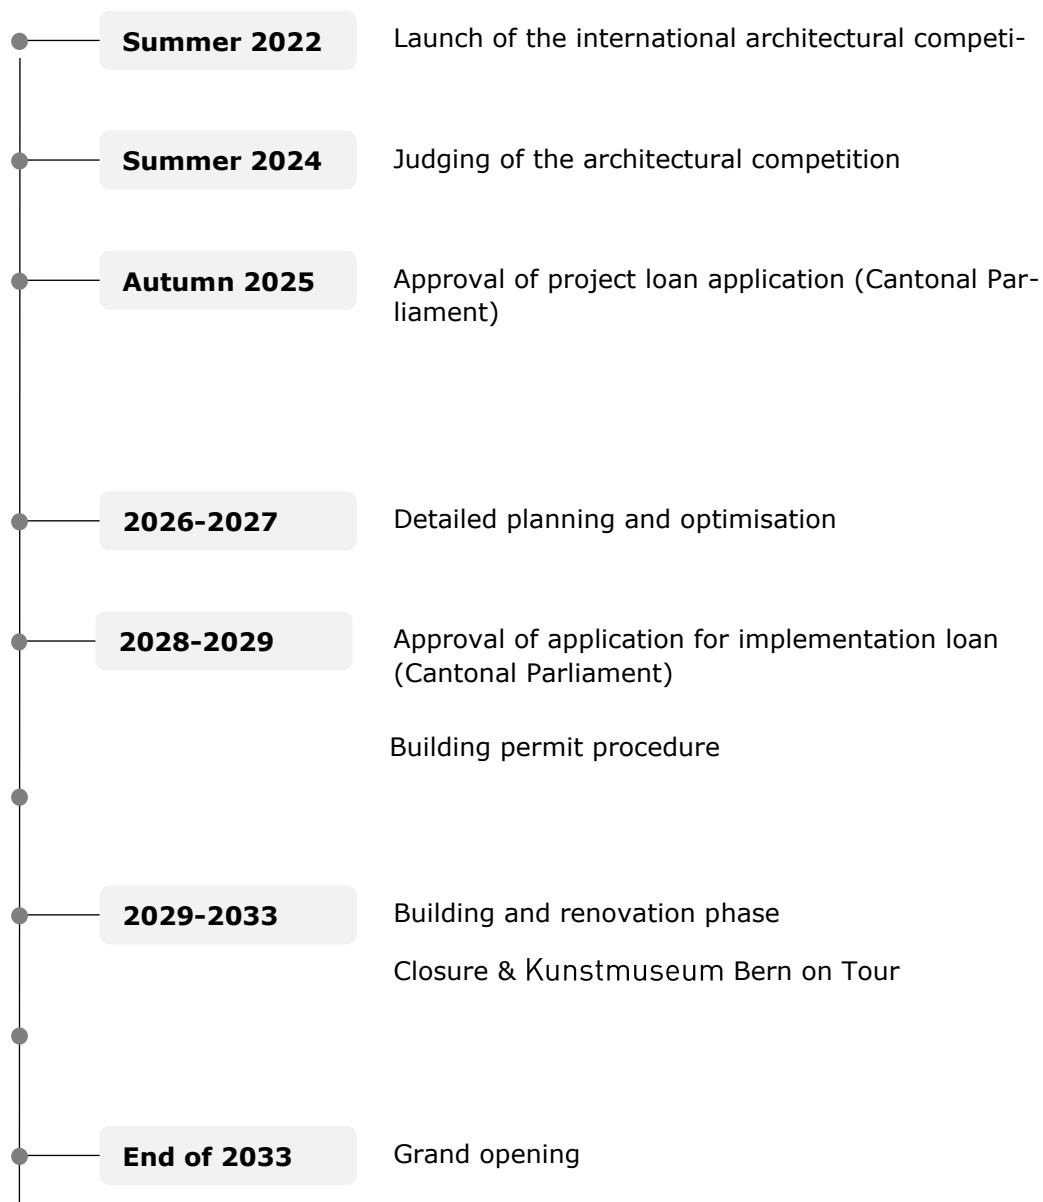 Summer 2022 Launch of the international architectural competi-
Summer 2024 Judging of the architectural competition
Autumn 2025 Approval of project loan application (Cantonal Par-
liament)
2026-2027 Detailed planning and optimisation
2028-2029 Approval of application for implementation loan
(Cantonal Parliament)
Building permit procedure
2029-2033 Building and renovation phase
Closure & Kunstmuseum Bern on Tour
End of 2033 Grand opening